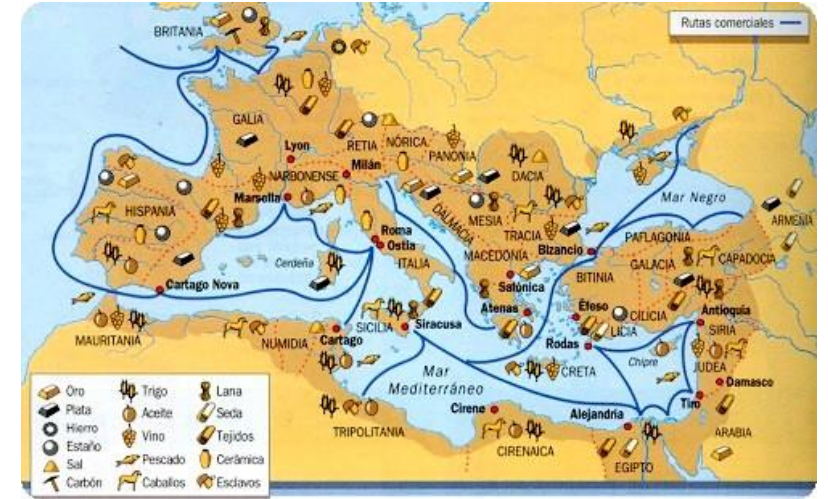 Rutas comerciales
BRITANIA
GALIA
Lyon
RETIA
NÓRICA
PANONIA
Milán
NARBONENSE
Marsella
DACIA
HISPANIA
DALMACIA
MESIA
Mar Negro
ARMENIA
Roma
Ostia
TRACIA
Bizancio
PAFLAGONIA
Cerdeña
ITALIA
MACEDONIA
BITINIA
GALACIA
CAPADOCIA
Cartago Nova
Salónica
Atenas
Éfeso
CILICIA
Antioquía
MAURITANIA
NUMIDIA
SICILIA
Siracusa
LICIA
SIRIA
Cartago
Rodas
Chipre
JUDEA
Mar
Mediterráneo
CRETA
Damasco
Tiro
Cirene
Alejandría
TRIPOLITANIA
CIRENAICA
ARABIA
EGIPTO
Oro
Plata
Hierro
Estaño
Sal
Carbón
Trigo
Aceite
Vino
Pescado
Caballos
Lana
Seda
Tejidos
Cerámica
Esclavos